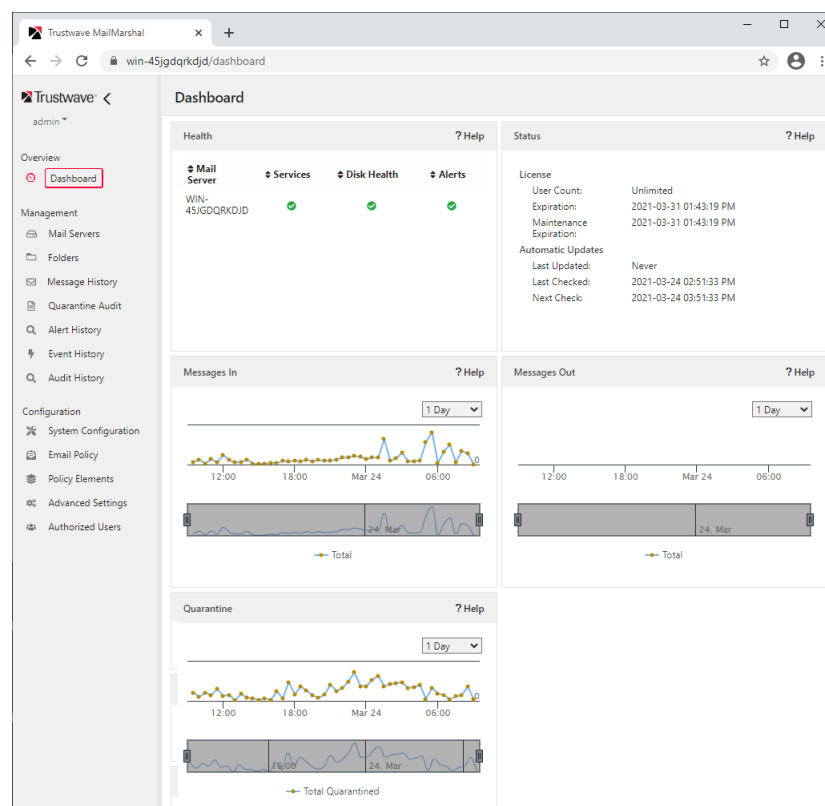 Trustwave MailMarshal
win-45jgdqrkdjd/dashboard
Trustwave
admin
Overview
Dashboard
Management
Mail Servers
Folders
Message History
Quarantine Audit
Alert History
Event History
Audit History
Configuration
System Configuration
Email Policy
Policy Elements
Advanced Settings
Authorized Users
Dashboard
Health ? Help
Mail Server Services Disk Health Alerts
WIN-
45JGDQRKDJD
Status ? Help
License
User Count: Unlimited
Expiration: 2021-03-31 01:43:19 PM
Maintenance 2021-03-31 01:43:19 PM
Expiration:
Automatic Updates
Last Updated: Never
Last Checked: 2021-03-24 02:51:33 PM
Next Check: 2021-03-24 03:51:33 PM
Messages In ? Help
1 Day
0
12:00 18:00 Mar 24 06:00
24. Mar
Total
Messages Out ? Help
1 Day
12:00 18:00 Mar 24 06:00
24. Mar
Total
Quarantine ? Help
1 Day
0
12:00 18:00 Mar 24 06:00
16:00 24. Mar
Total Quarantined